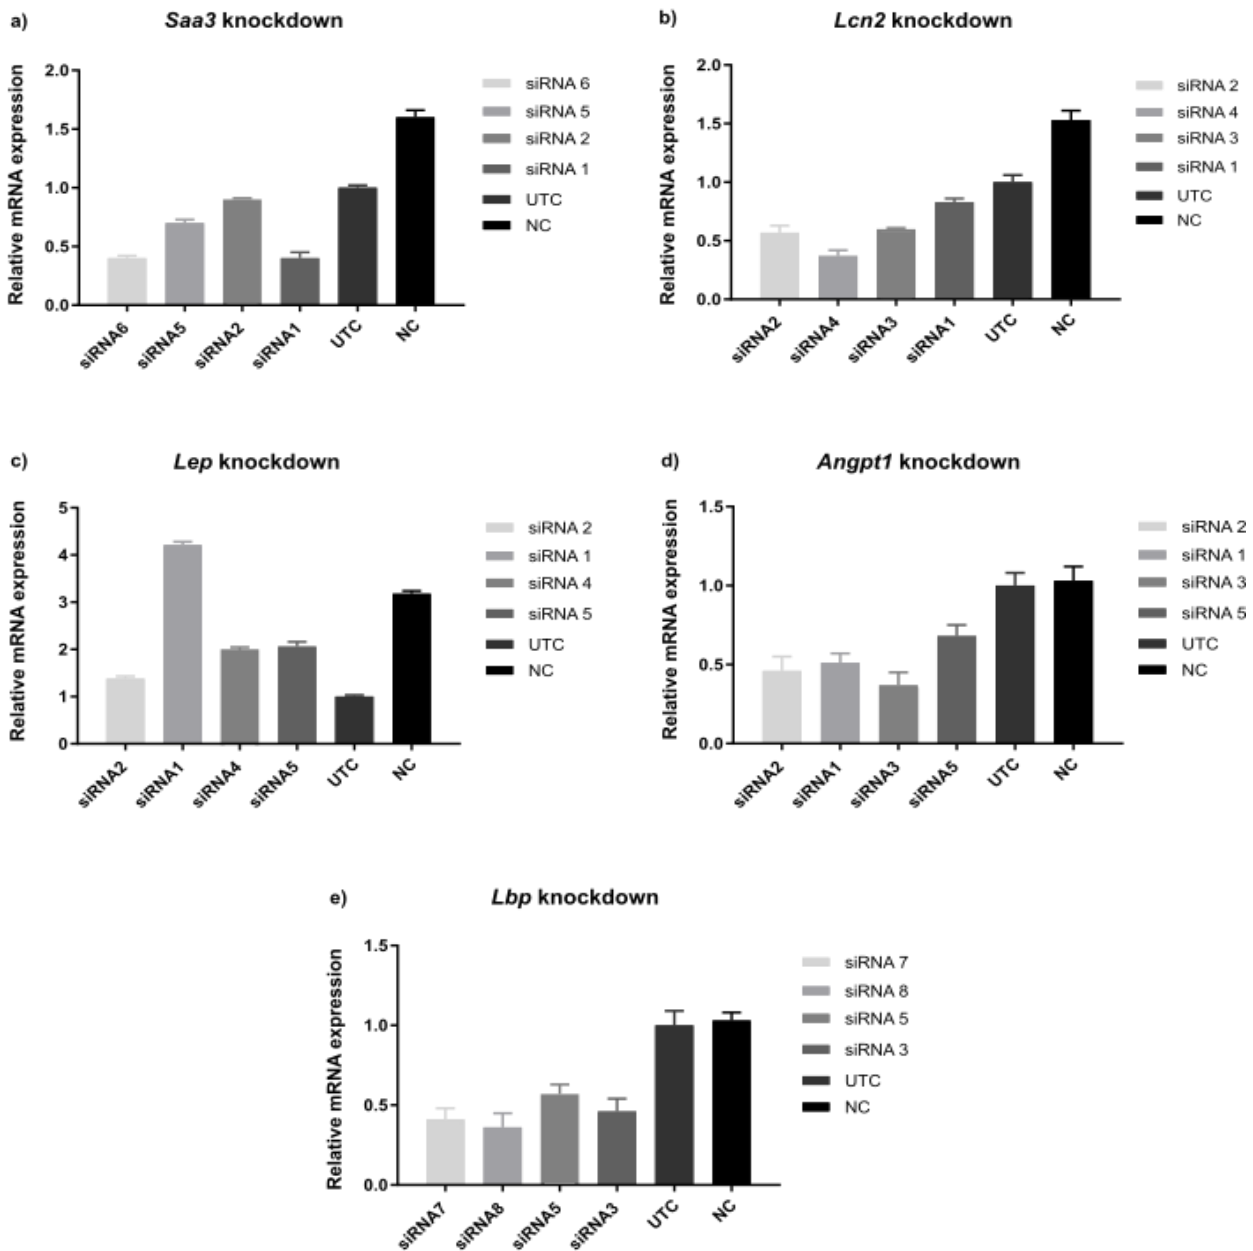 a)
Saa3 knockdown
Relative mRNA expression
2.0
1.5
1.0
0.5
0.0
siRNA6
siRNA5
siRNA2
siRNA1
UTC
NC
siRNA 6
siRNA 5
siRNA 2
siRNA 1
UTC
NC
b)
Lcn2 knockdown
Relative mRNA expression
2.0
1.5
1.0
0.5
0.0
siRNA2
siRNA4
siRNA3
siRNA1
UTC
NC
siRNA 2
siRNA 4
siRNA 3
siRNA 1
UTC
NC
c)
Lep knockdown
Relative mRNA expression
5
4
3
2
1
0
siRNA2
siRNA1
siRNA4
siRNA5
UTC
NC
siRNA 2
siRNA 1
siRNA 4
siRNA 5
UTC
NC
d)
Angpt1 knockdown
Relative mRNA expression
1.5
1.0
0.5
0.0
siRNA2
siRNA1
siRNA3
siRNA5
UTC
NC
siRNA 2
siRNA 1
siRNA 3
siRNA 5
UTC
NC
e)
Lbp knockdown
Relative mRNA expression
1.5
1.0
0.5
0.0
siRNA7
siRNA8
siRNA5
siRNA3
UTC
NC
siRNA 7
siRNA 8
siRNA 5
siRNA 3
UTC
NC